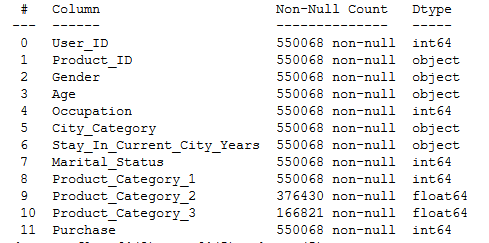 #   Column                      Non-Null Count   Dtype
---  ------                      --------------   -----
0   User_ID                     550068 non-null  int64
1   Product_ID                  550068 non-null  object
2   Gender                      550068 non-null  object
3   Age                         550068 non-null  object
4   Occupation                  550068 non-null  int64
5   City_Category               550068 non-null  object
6   Stay_In_Current_City_Years  550068 non-null  object
7   Marital_Status              550068 non-null  int64
8   Product_Category_1          550068 non-null  int64
9   Product_Category_2          376430 non-null  float64
10  Product_Category_3          166821 non-null  float64
11  Purchase                    550068 non-null  int64